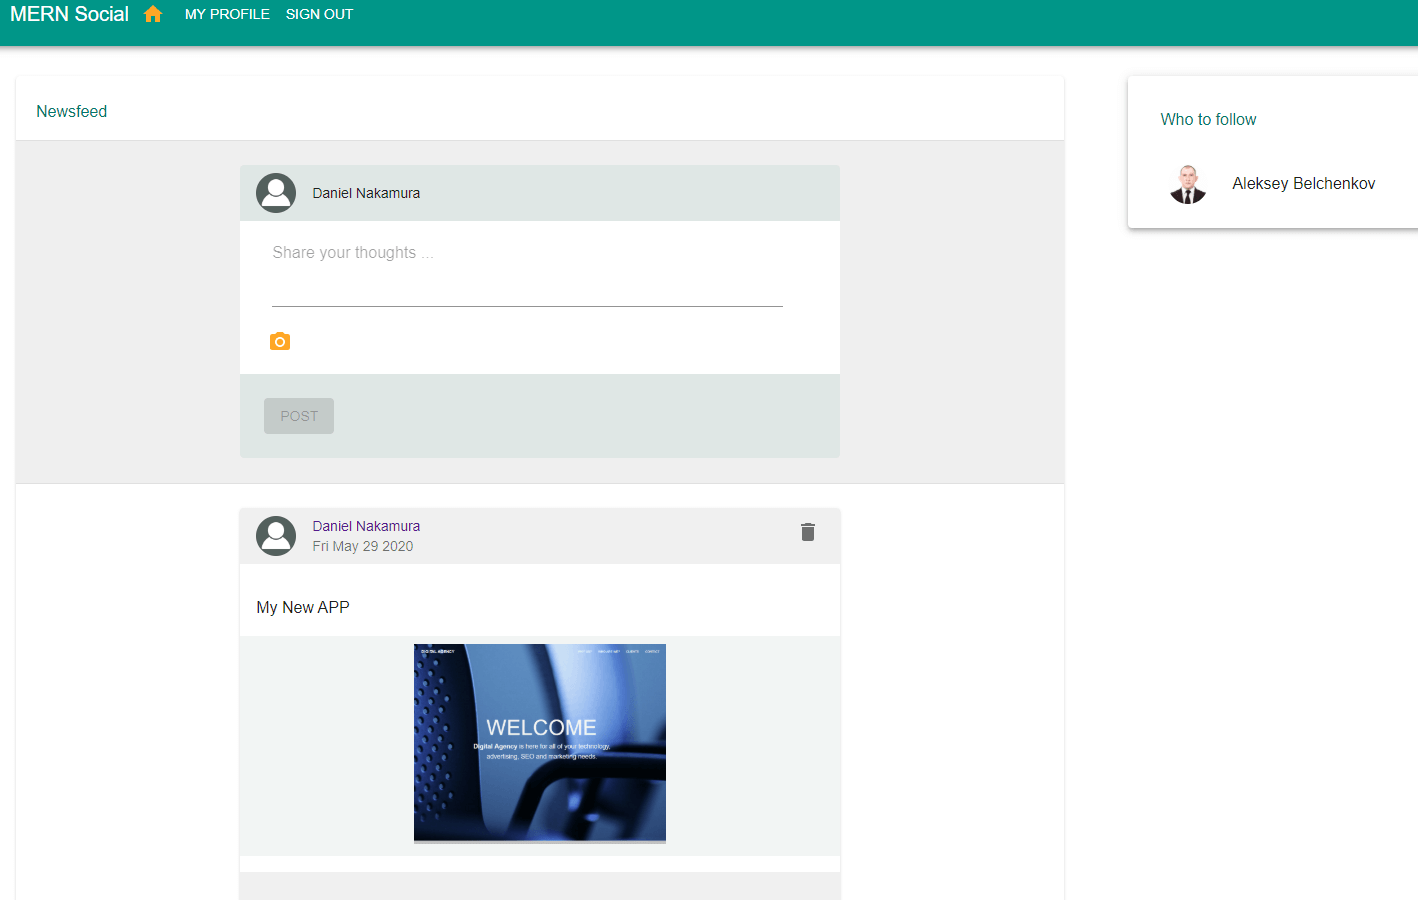 MERN Social MY PROFILE SIGN OUT
Newsfeed
Daniel Nakamura
Share your thoughts ...
POST
Daniel Nakamura
Fri May 29 2020
My New APP
DIGITAL AGENCY CLIENTS CONTACT
WELCOME
Digital Agency is here for all of your technology,
advertising, SEO and marketing needs.
Who to follow
Aleksey Belchenkov